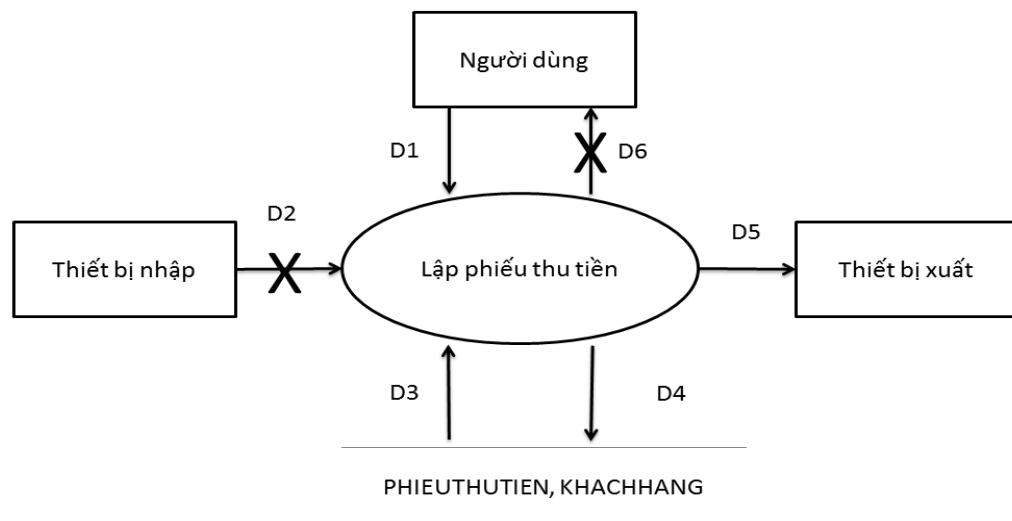 Người dùng
D1
D6
D2
D5
Thiết bị nhập
Lập phiếu thu tiền
Thiết bị xuất
D3
D4
PHIEUTHUTIEN, KHACHHANG